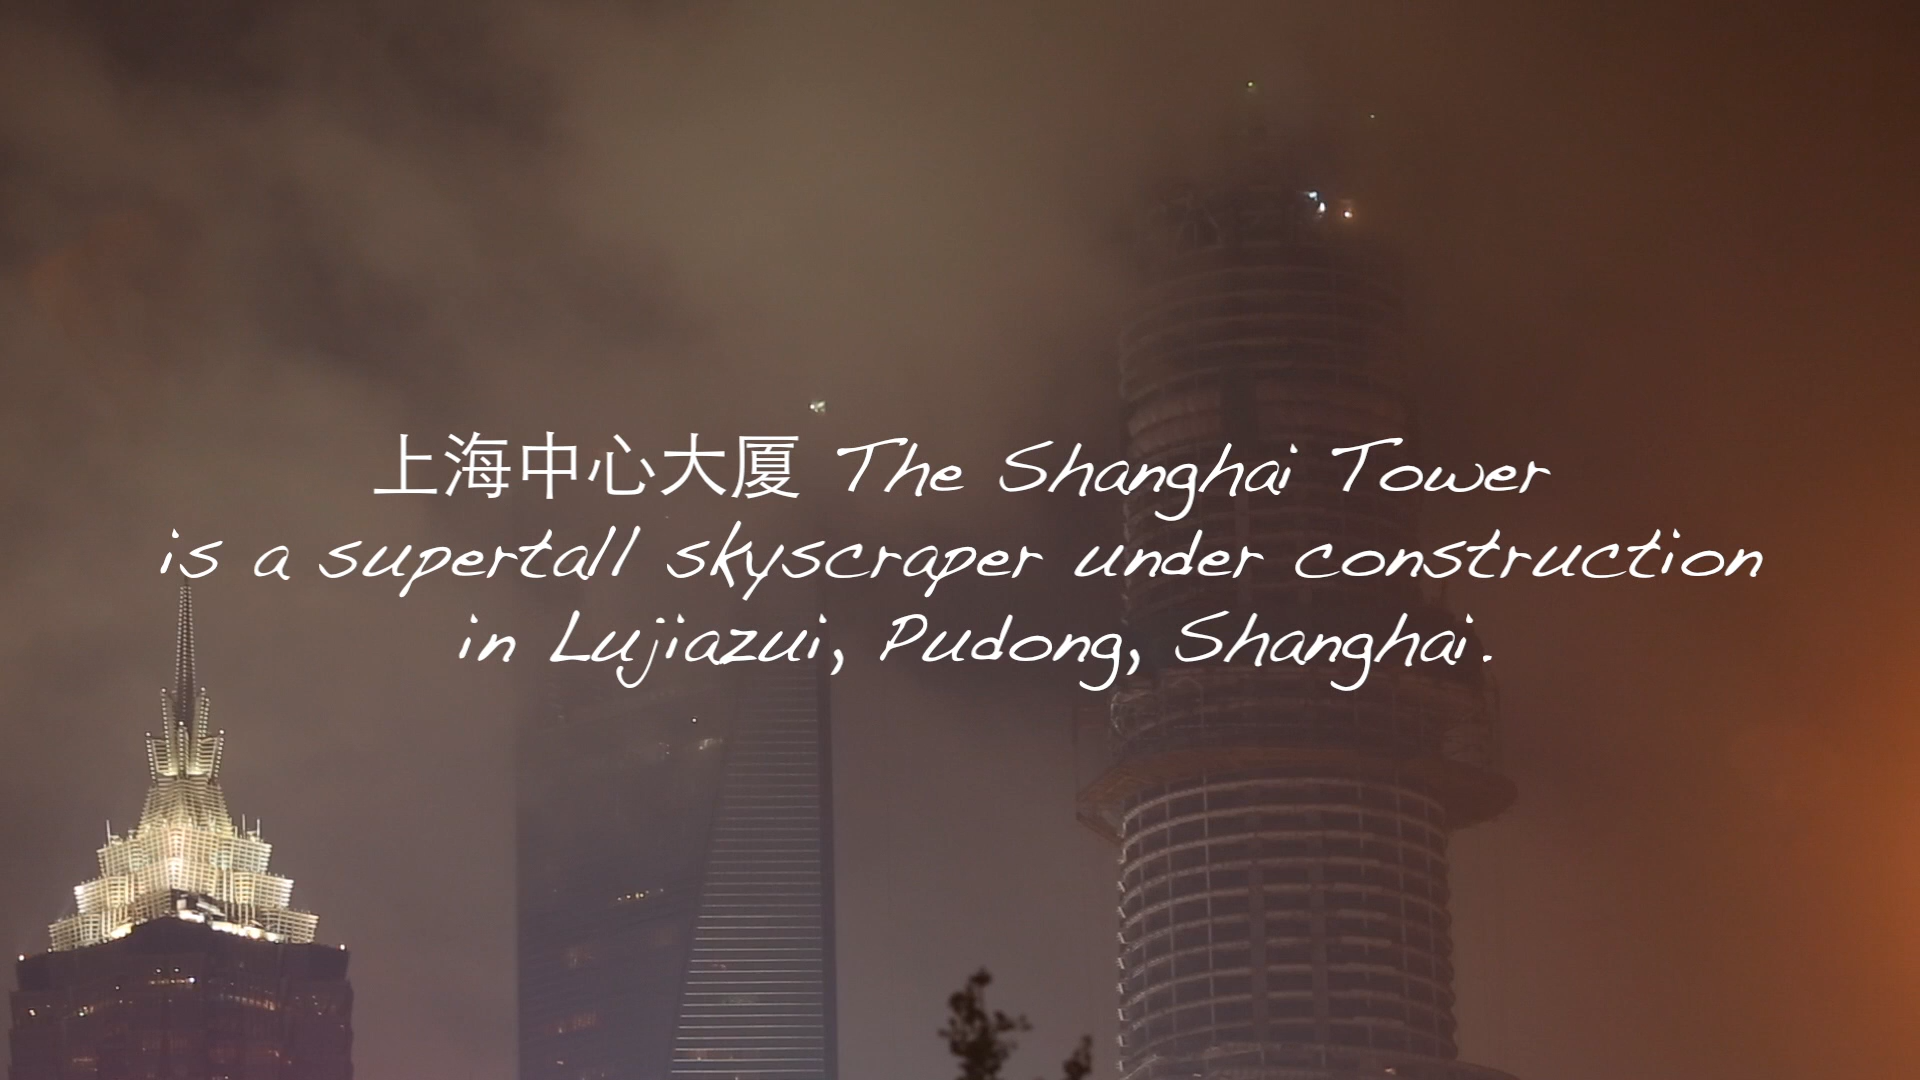 上海中心大厦 The Shanghai Tower
is a supertall skyscraper under construction
in Lujiazui, Pudong, Shanghai.